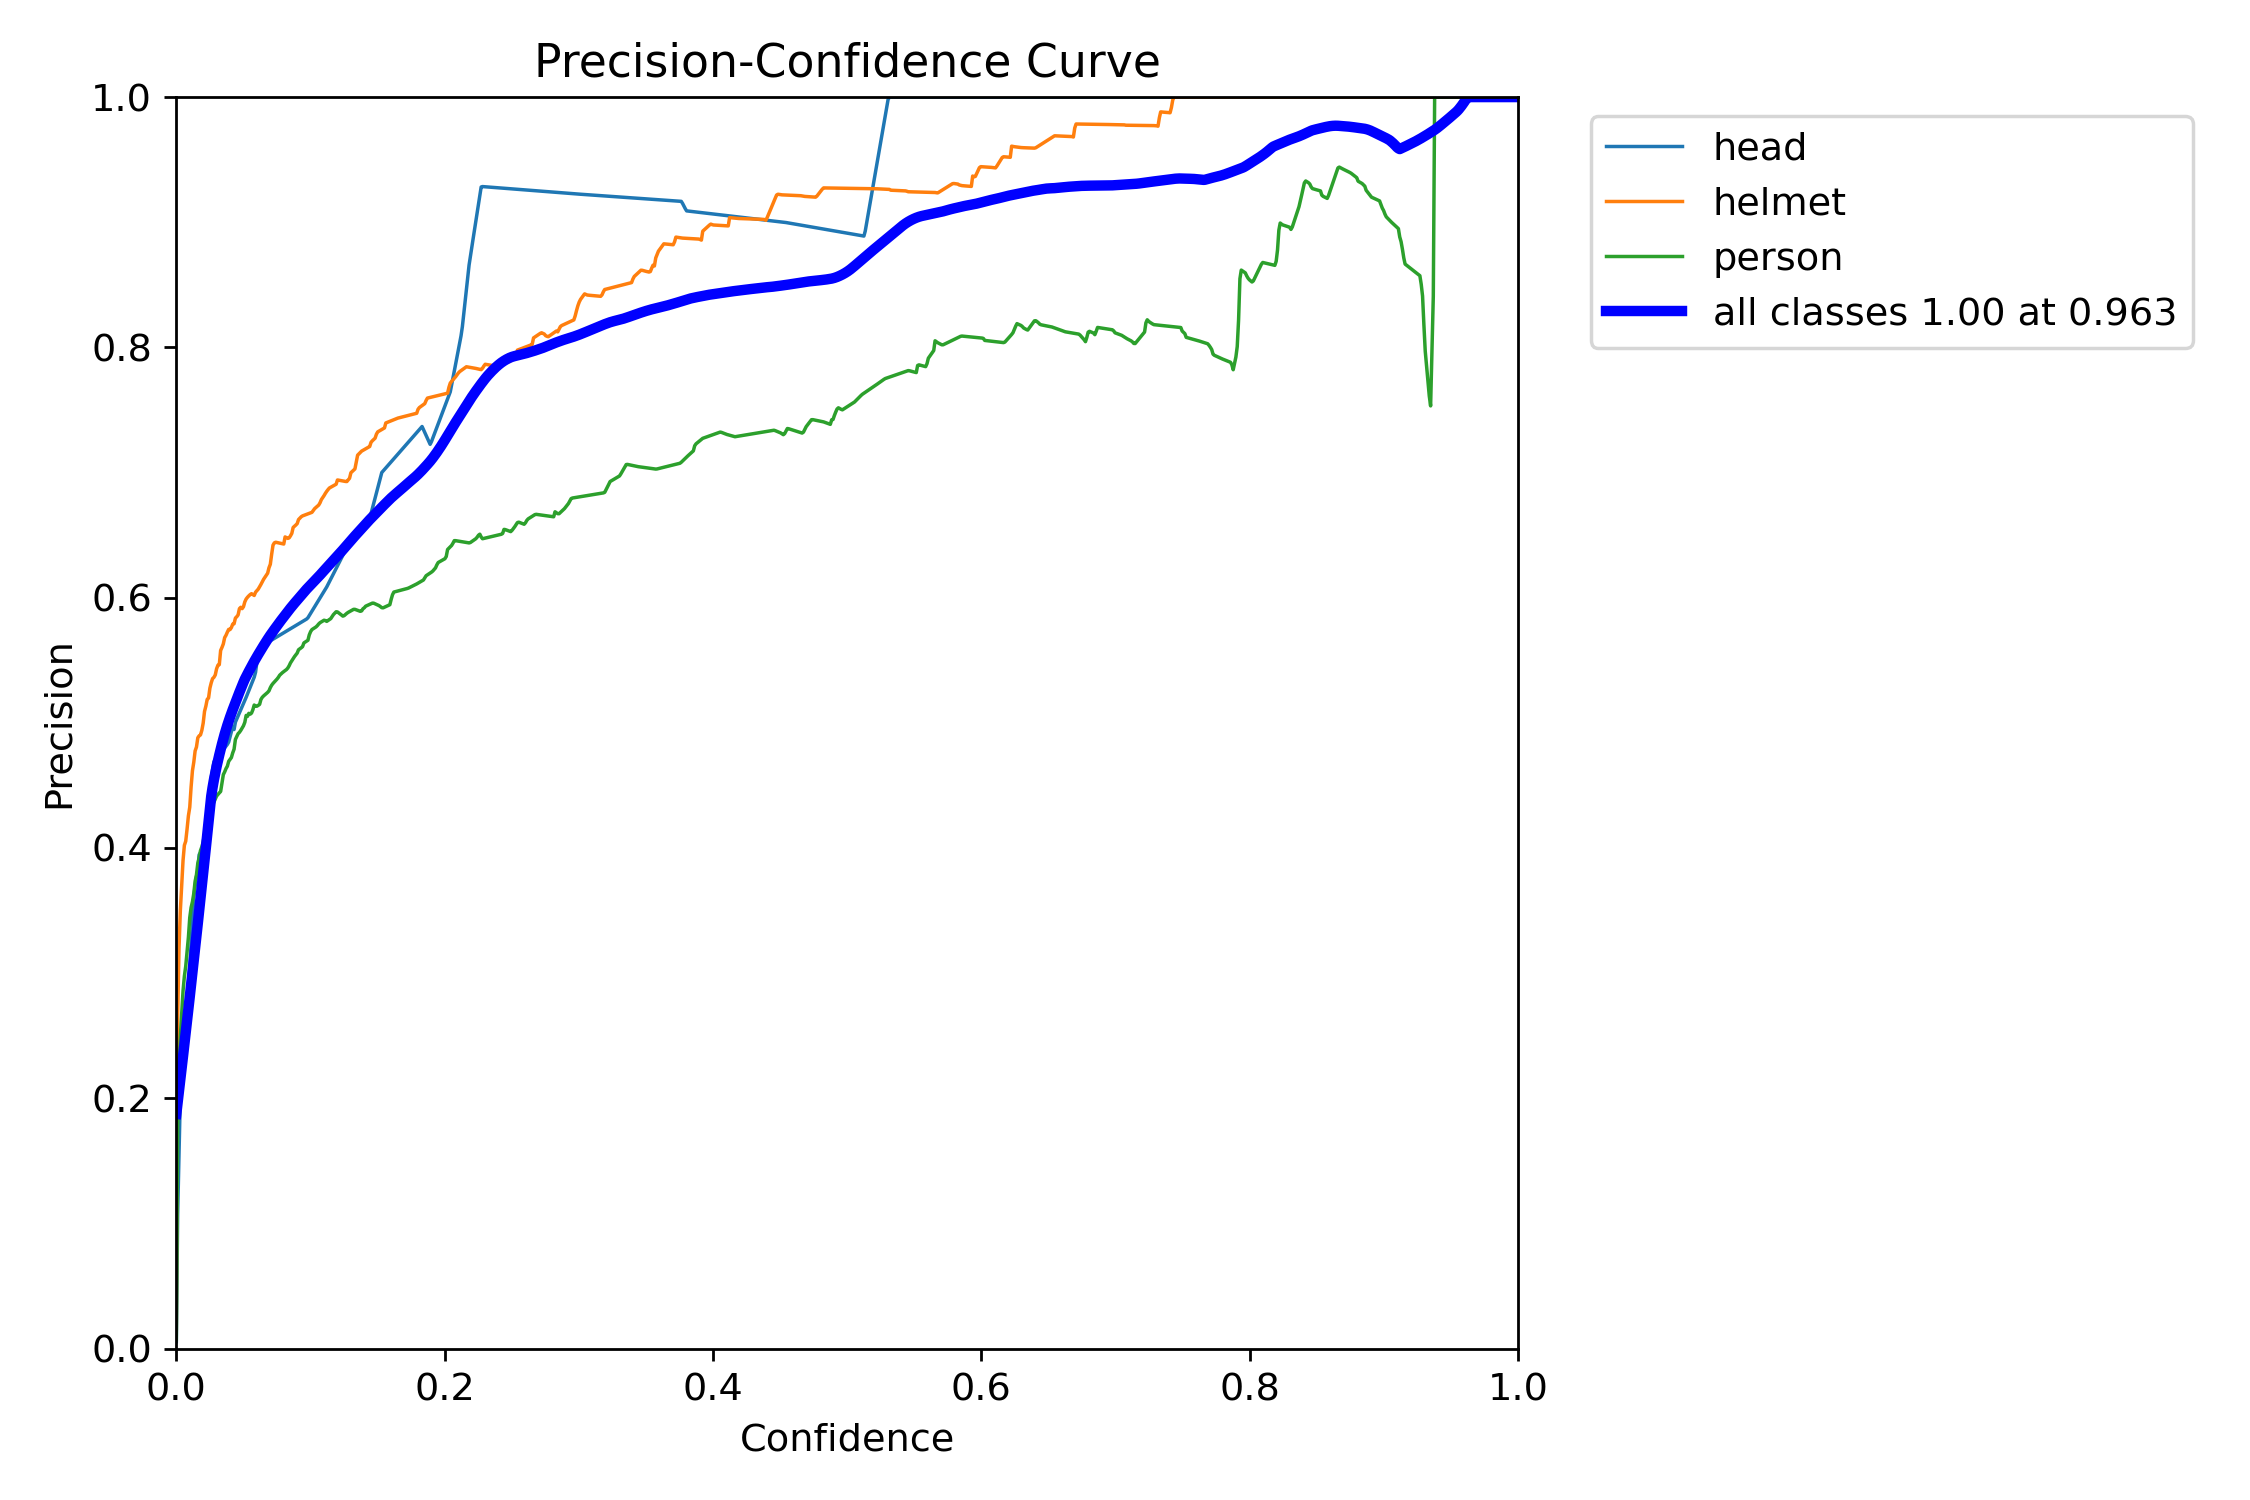 Precision-Confidence Curve
1.0
0.8
0.6
0.4
0.2
0.0
Precision
0.0 0.2 0.4 0.6 0.8 1.0
Confidence
head
helmet
person
all classes 1.00 at 0.963